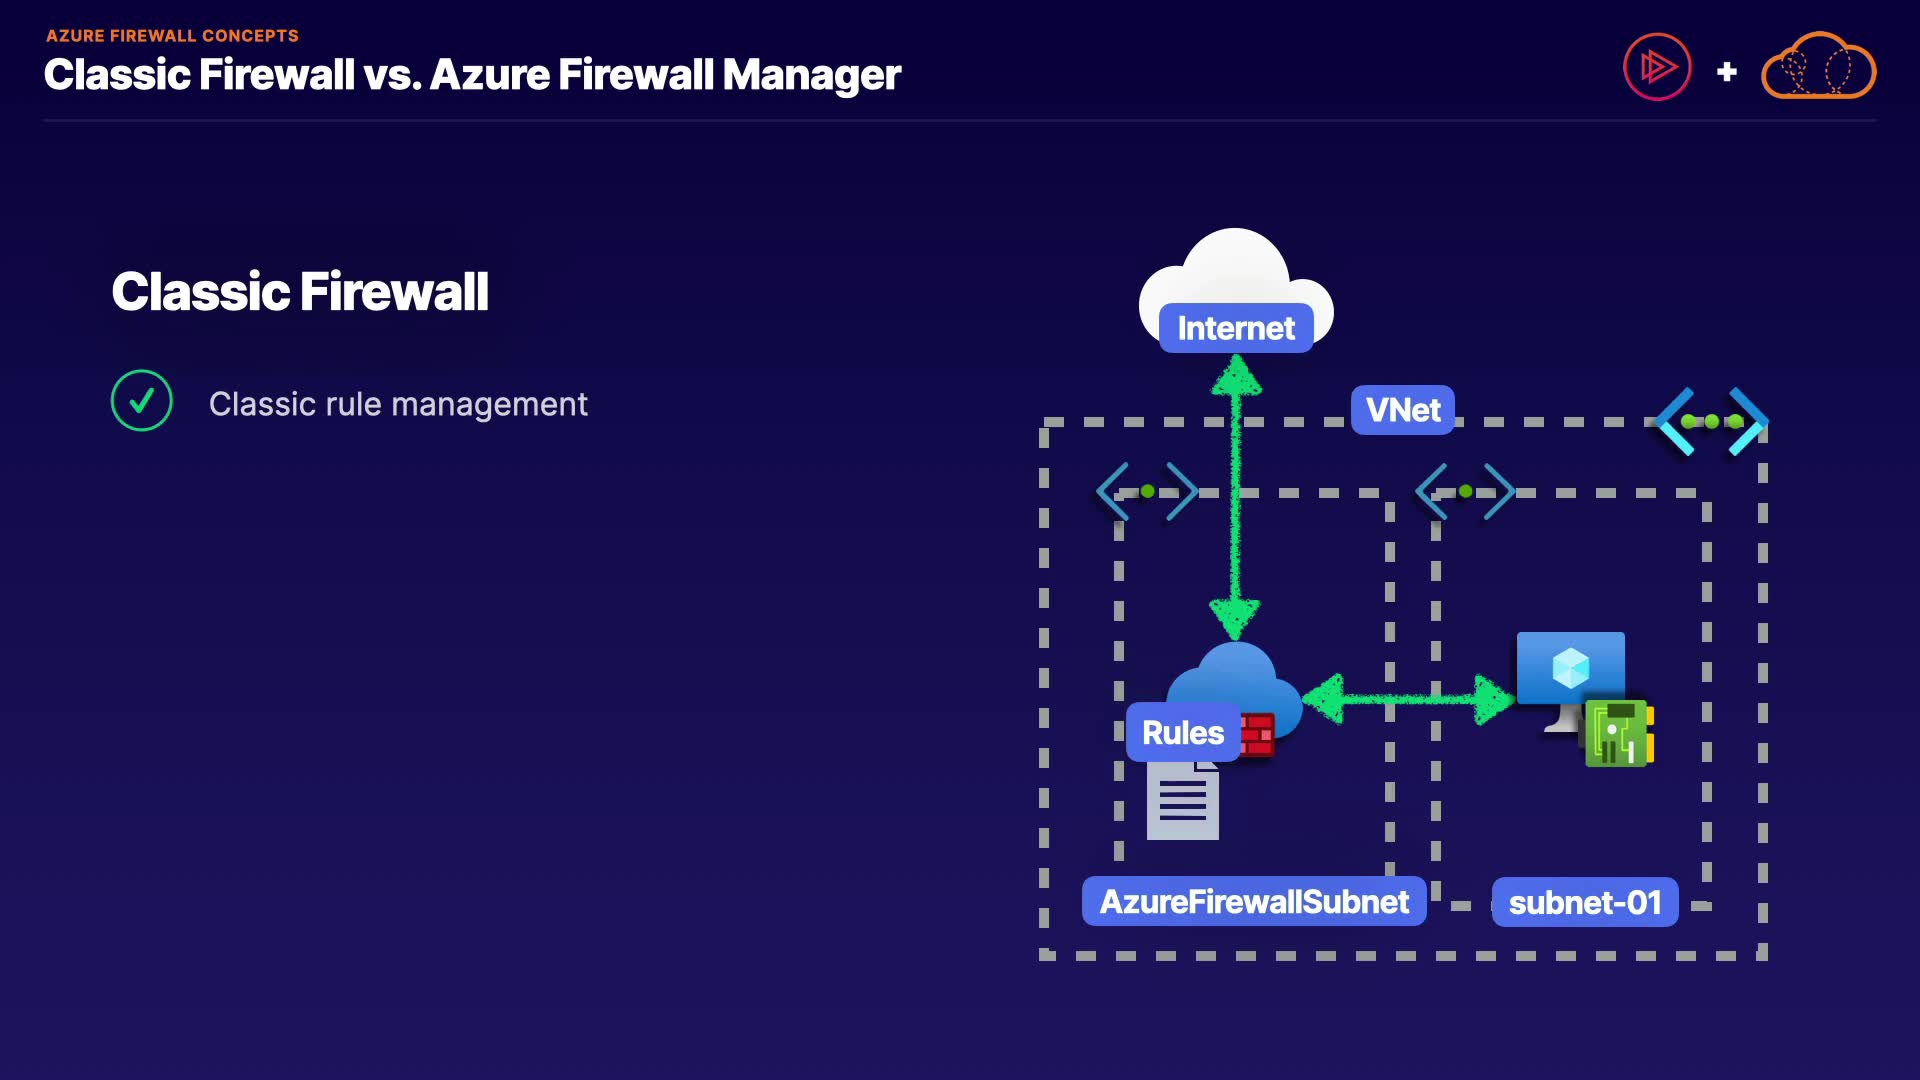 AZURE FIREWALL CONCEPTS
Classic Firewall vs. Azure Firewall Manager
Classic Firewall
Classic rule management
Internet
VNet
Rules
AzureFirewallSubnet
subnet-01